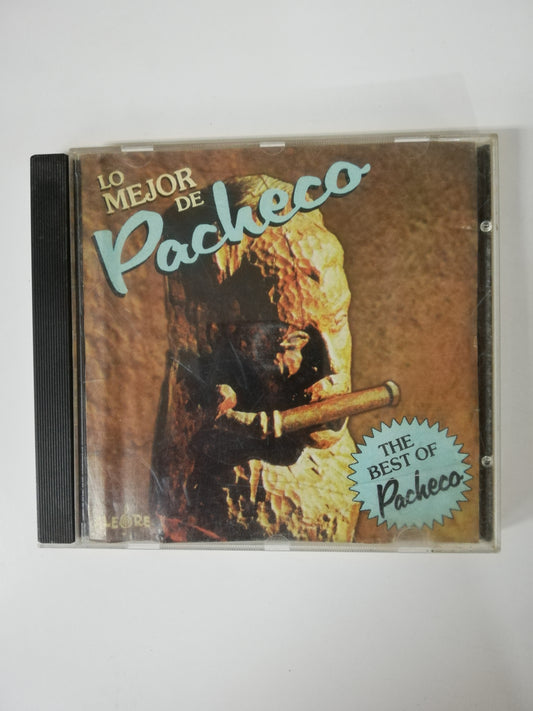 LO
MEJOR
DE
Pacheco
THE
BEST OF
Pacheco